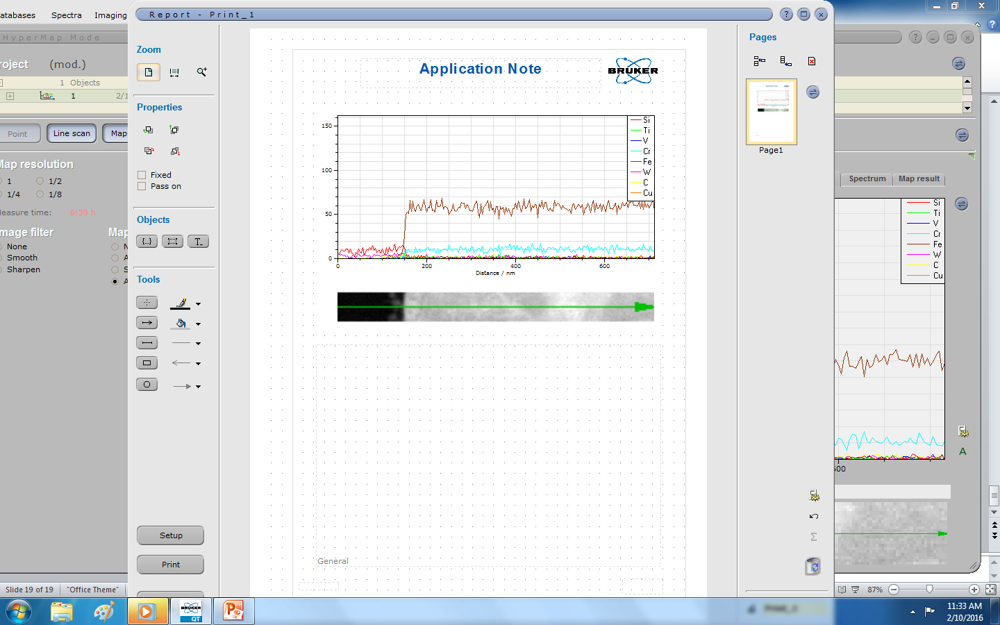 atabases Spectra Imaging
HyperMap Mode
roject (mod.)
1 Objects
1 2/1
Point Line scan Map
Map resolution
1 1/2
1/4 1/8
Measure time: 5:39 h
mage filter Map
None N
Smooth A
Sharpen S
A
Slide 19 of 19 "Office Theme"
Report - Print_1
Zoom
Properties
Fixed
Pass on
Objects
Tools
Setup
Print
Application Note
BRUKER
150
100
50
0
0 200 400 600
Distance / nm
Si
Ti
V
Cr
Fe
W
C
Cu
General
Pages
Page1
Spectrum Map result
Si
Ti
V
Cr
Fe
W
C
Cu
A
87%
BRUKER
QT
11:33 AM
2/10/2016